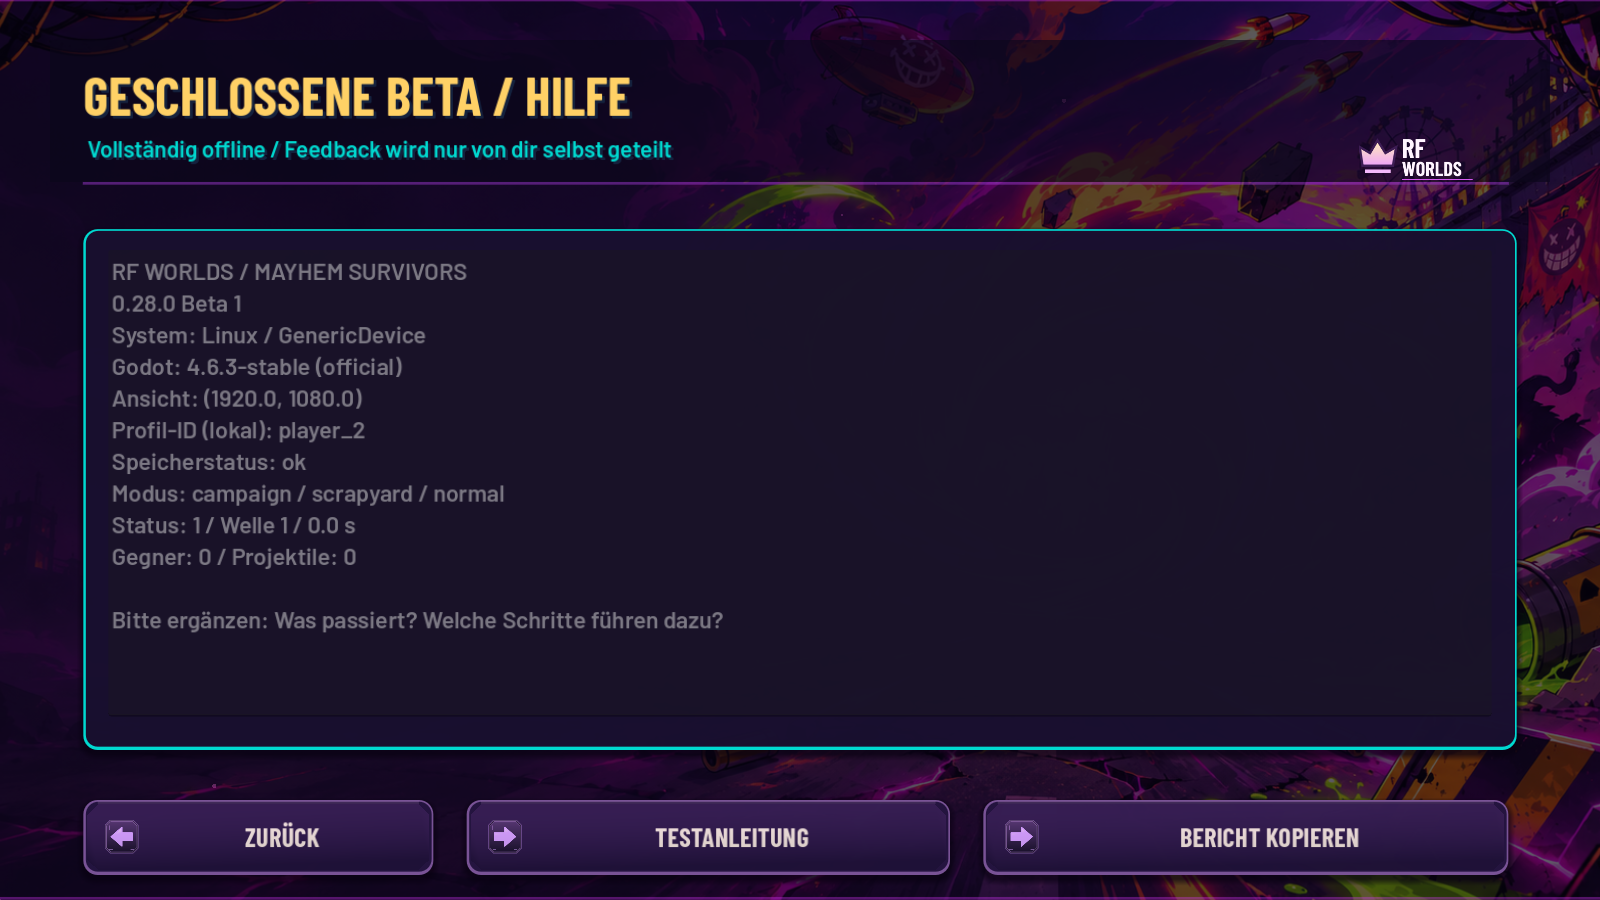 GESCHLOSSENE BETA / HILFE
Vollständig offline / Feedback wird nur von dir selbst geteilt
RF
WORLDS
RF WORLDS / MAYHEM SURVIVORS
0.28.0 Beta 1
System: Linux / GenericDevice
Godot: 4.6.3-stable (official)
Ansicht: (1920.0, 1080.0)
Profil-ID (lokal): player_2
Speicherstatus: ok
Modus: campaign / scrapyard / normal
Status: 1 / Welle 1 / 0.0 s
Gegner: 0 / Projektile: 0
Bitte ergänzen: Was passiert? Welche Schritte führen dazu?
ZURÜCK
TESTANLEITUNG
BERICHT KOPIEREN